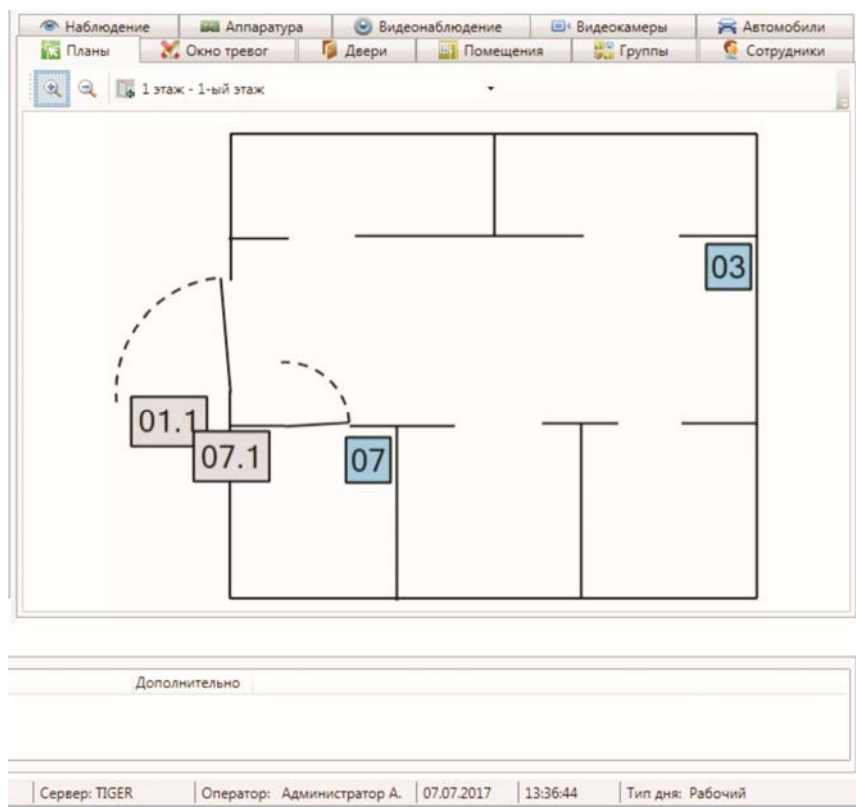 Наблюдение Аппаратура Видеонаблюдение Видеокамеры Автомобили
Планы Окно тревог Двери Помещения Группы Сотрудники
1 этаж - 1-ый этаж
03
01.1
07.1
07
Дополнительно
Сервер: TIGER Оператор: Администратор А. 07.07.2017 13:36:44 Тип дня: Рабочий